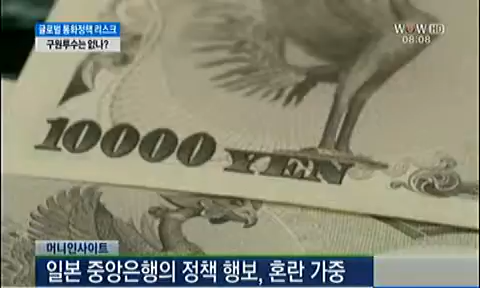 글로벌 통화정책 리스크
구원투수는 없나?
WOW HD
08:08
10000 YEN
머니인사이트
일본 중앙은행의 정책 행보, 혼란 가중